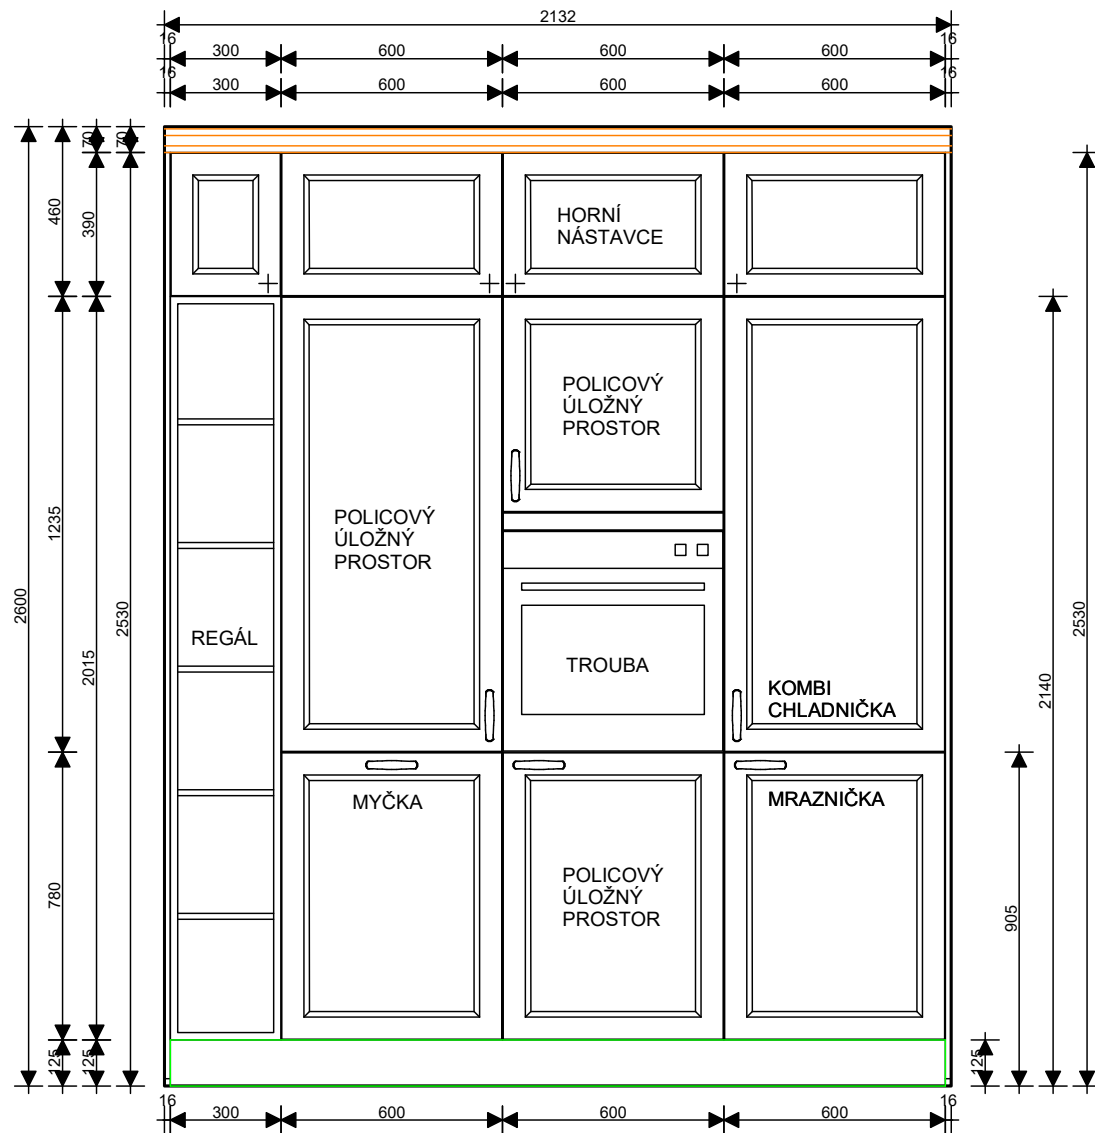 2132
16
300
600
600
600
16
16
300
600
600
600
16
70
70
460
390
HORNÍ
NÁSTAVCE
POLICOVÝ
ÚLOŽNÝ
PROSTOR
1235
POLICOVÝ
ÚLOŽNÝ
PROSTOR
2600
2015
2530
REGÁL
TROUBA
KOMBI
CHLADNIČKA
2140
2530
MYČKA
MRAZNIČKA
780
POLICOVÝ
ÚLOŽNÝ
PROSTOR
905
125
125
125
16
300
600
600
600
16